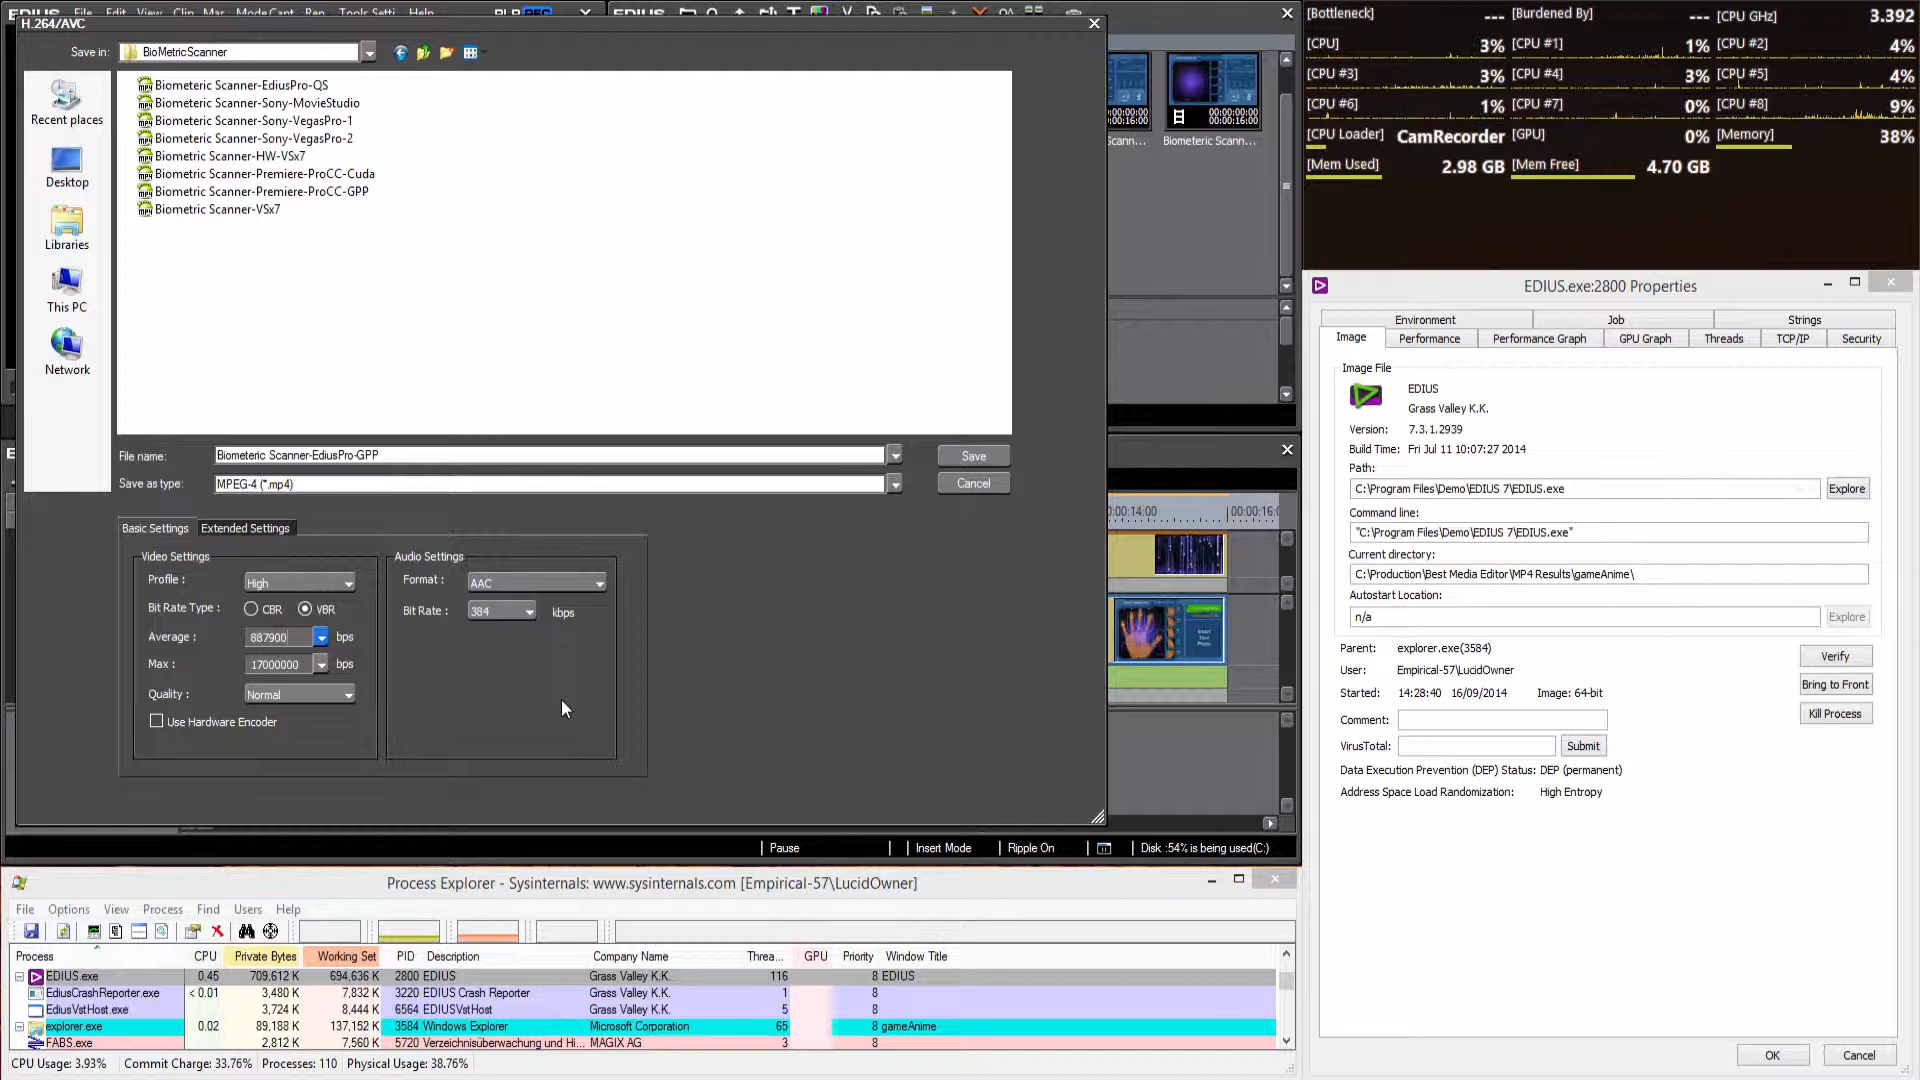 H.264/AVC
Save in: BioMetricScanner
Recent places
Desktop
Libraries
This PC
Network
Biometeric Scanner-EdiusPro-QS
Biometeric Scanner-Sony-MovieStudio
Biometric Scanner-Sony-VegasPro-1
Biometric Scanner-Sony-VegasPro-2
Biometric Scanner-HW-VSx7
Biometric Scanner-Premiere-ProCC-Cuda
Biometric Scanner-Premiere-ProCC-GPP
Biometric Scanner-VSx7
File name: Biometeric Scanner-EdiusPro-GPP Save
Save as type: MPEG-4 (*.mp4) Cancel
Basic Settings Extended Settings
Video Settings
Profile : High
Bit Rate Type : CBR VBR
Average : 887900 bps
Max : 17000000 bps
Quality : Normal
Use Hardware Encoder
Audio Settings
Format : AAC
Bit Rate : 384 kbps
00:00:00:00
00:00:16:00
Biometeric Scann...
0:00:14:00 00:00:16:0
Pause Insert Mode Ripple On Disk :54% is being used(C:)
[Bottleneck] --- [Burdened By] --- [CPU GHz] 3.392
[CPU] 3% [CPU #1] 1% [CPU #2] 4%
[CPU #3] 3% [CPU #4] 3% [CPU #5] 4%
[CPU #6] 1% [CPU #7] 0% [CPU #8] 9%
[CPU Loader] CamRecorder [GPU] 0% [Memory] 38%
[Mem Used] 2.98 GB [Mem Free] 4.70 GB
EDIUS.exe:2800 Properties
Environment Job Strings
Image Performance Performance Graph GPU Graph Threads TCP/IP Security
Image File
EDIUS
Grass Valley K.K.
Version: 7.3.1.2939
Build Time: Fri Jul 11 10:07:27 2014
Path:
C:\Program Files\Demo\EDIUS 7\EDIUS.exe Explore
Command line:
"C:\Program Files\Demo\EDIUS 7\EDIUS.exe"
Current directory:
C:\Production\Best Media Editor\MP4 Results\gameAnime\
Autostart Location:
n/a Explore
Parent: explorer.exe(3584) Verify
User: Empirical-57\LucidOwner
Bring to Front
Started: 14:28:40 16/09/2014 Image: 64-bit
Kill Process
Comment:
VirusTotal: Submit
Data Execution Prevention (DEP) Status: DEP (permanent)
Address Space Load Randomization: High Entropy
OK Cancel
Process Explorer - Sysinternals: www.sysinternals.com [Empirical-57\LucidOwner]
File Options View Process Find Users Help
Process CPU Private Bytes Working Set PID Description Company Name Threa... GPU Priority Window Title
EDIUS.exe 0.45 709,612 K 694,636 K 2800 EDIUS Grass Valley K.K. 116 8 EDIUS
EdiusCrashReporter.exe < 0.01 3,480 K 7,832 K 3220 EDIUS Crash Reporter Grass Valley K.K. 1 8
EdiusVstHost.exe 3,724 K 8,444 K 6564 EDIUSVstHost Grass Valley K.K. 5 8
explorer.exe 0.02 89,188 K 137,152 K 3584 Windows Explorer Microsoft Corporation 65 8 gameAnime
FABS.exe 2,812 K 7,560 K 5720 Verzeichnisüberwachung und Hi... MAGIX AG 3 8
CPU Usage: 3.93% Commit Charge: 33.76% Processes: 110 Physical Usage: 38.76%